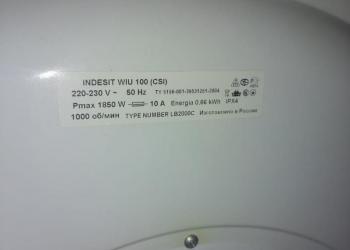 INDESIT WIU 100 (CSI)
220-230 V ~ 50 Hz
Pmax 1850 W 10 A Energia 0,86 kWh IPX4
1000 об/мин TYPE NUMBER LB2000C Изготовлено в России